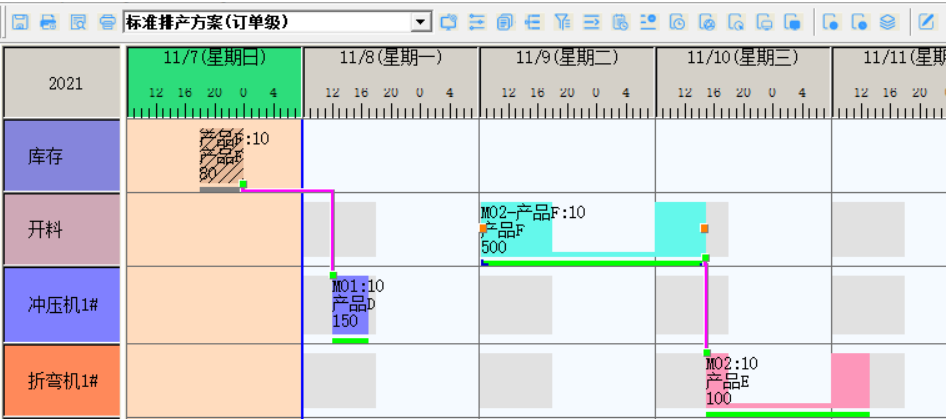 标准排产方案(订单级)
2021
11/7(星期日)
11/8(星期一)
11/9(星期二)
11/10(星期三)
11/11(星期
12 16 20 0 4
12 16 20 0 4
12 16 20 0 4
12 16 20 0 4
12 16 20
库存
产品F:10
产品F
80
开料
M02-产品F:10
产品F
500
冲压机1#
M01:10
产品D
150
折弯机1#
M02:10
产品E
100